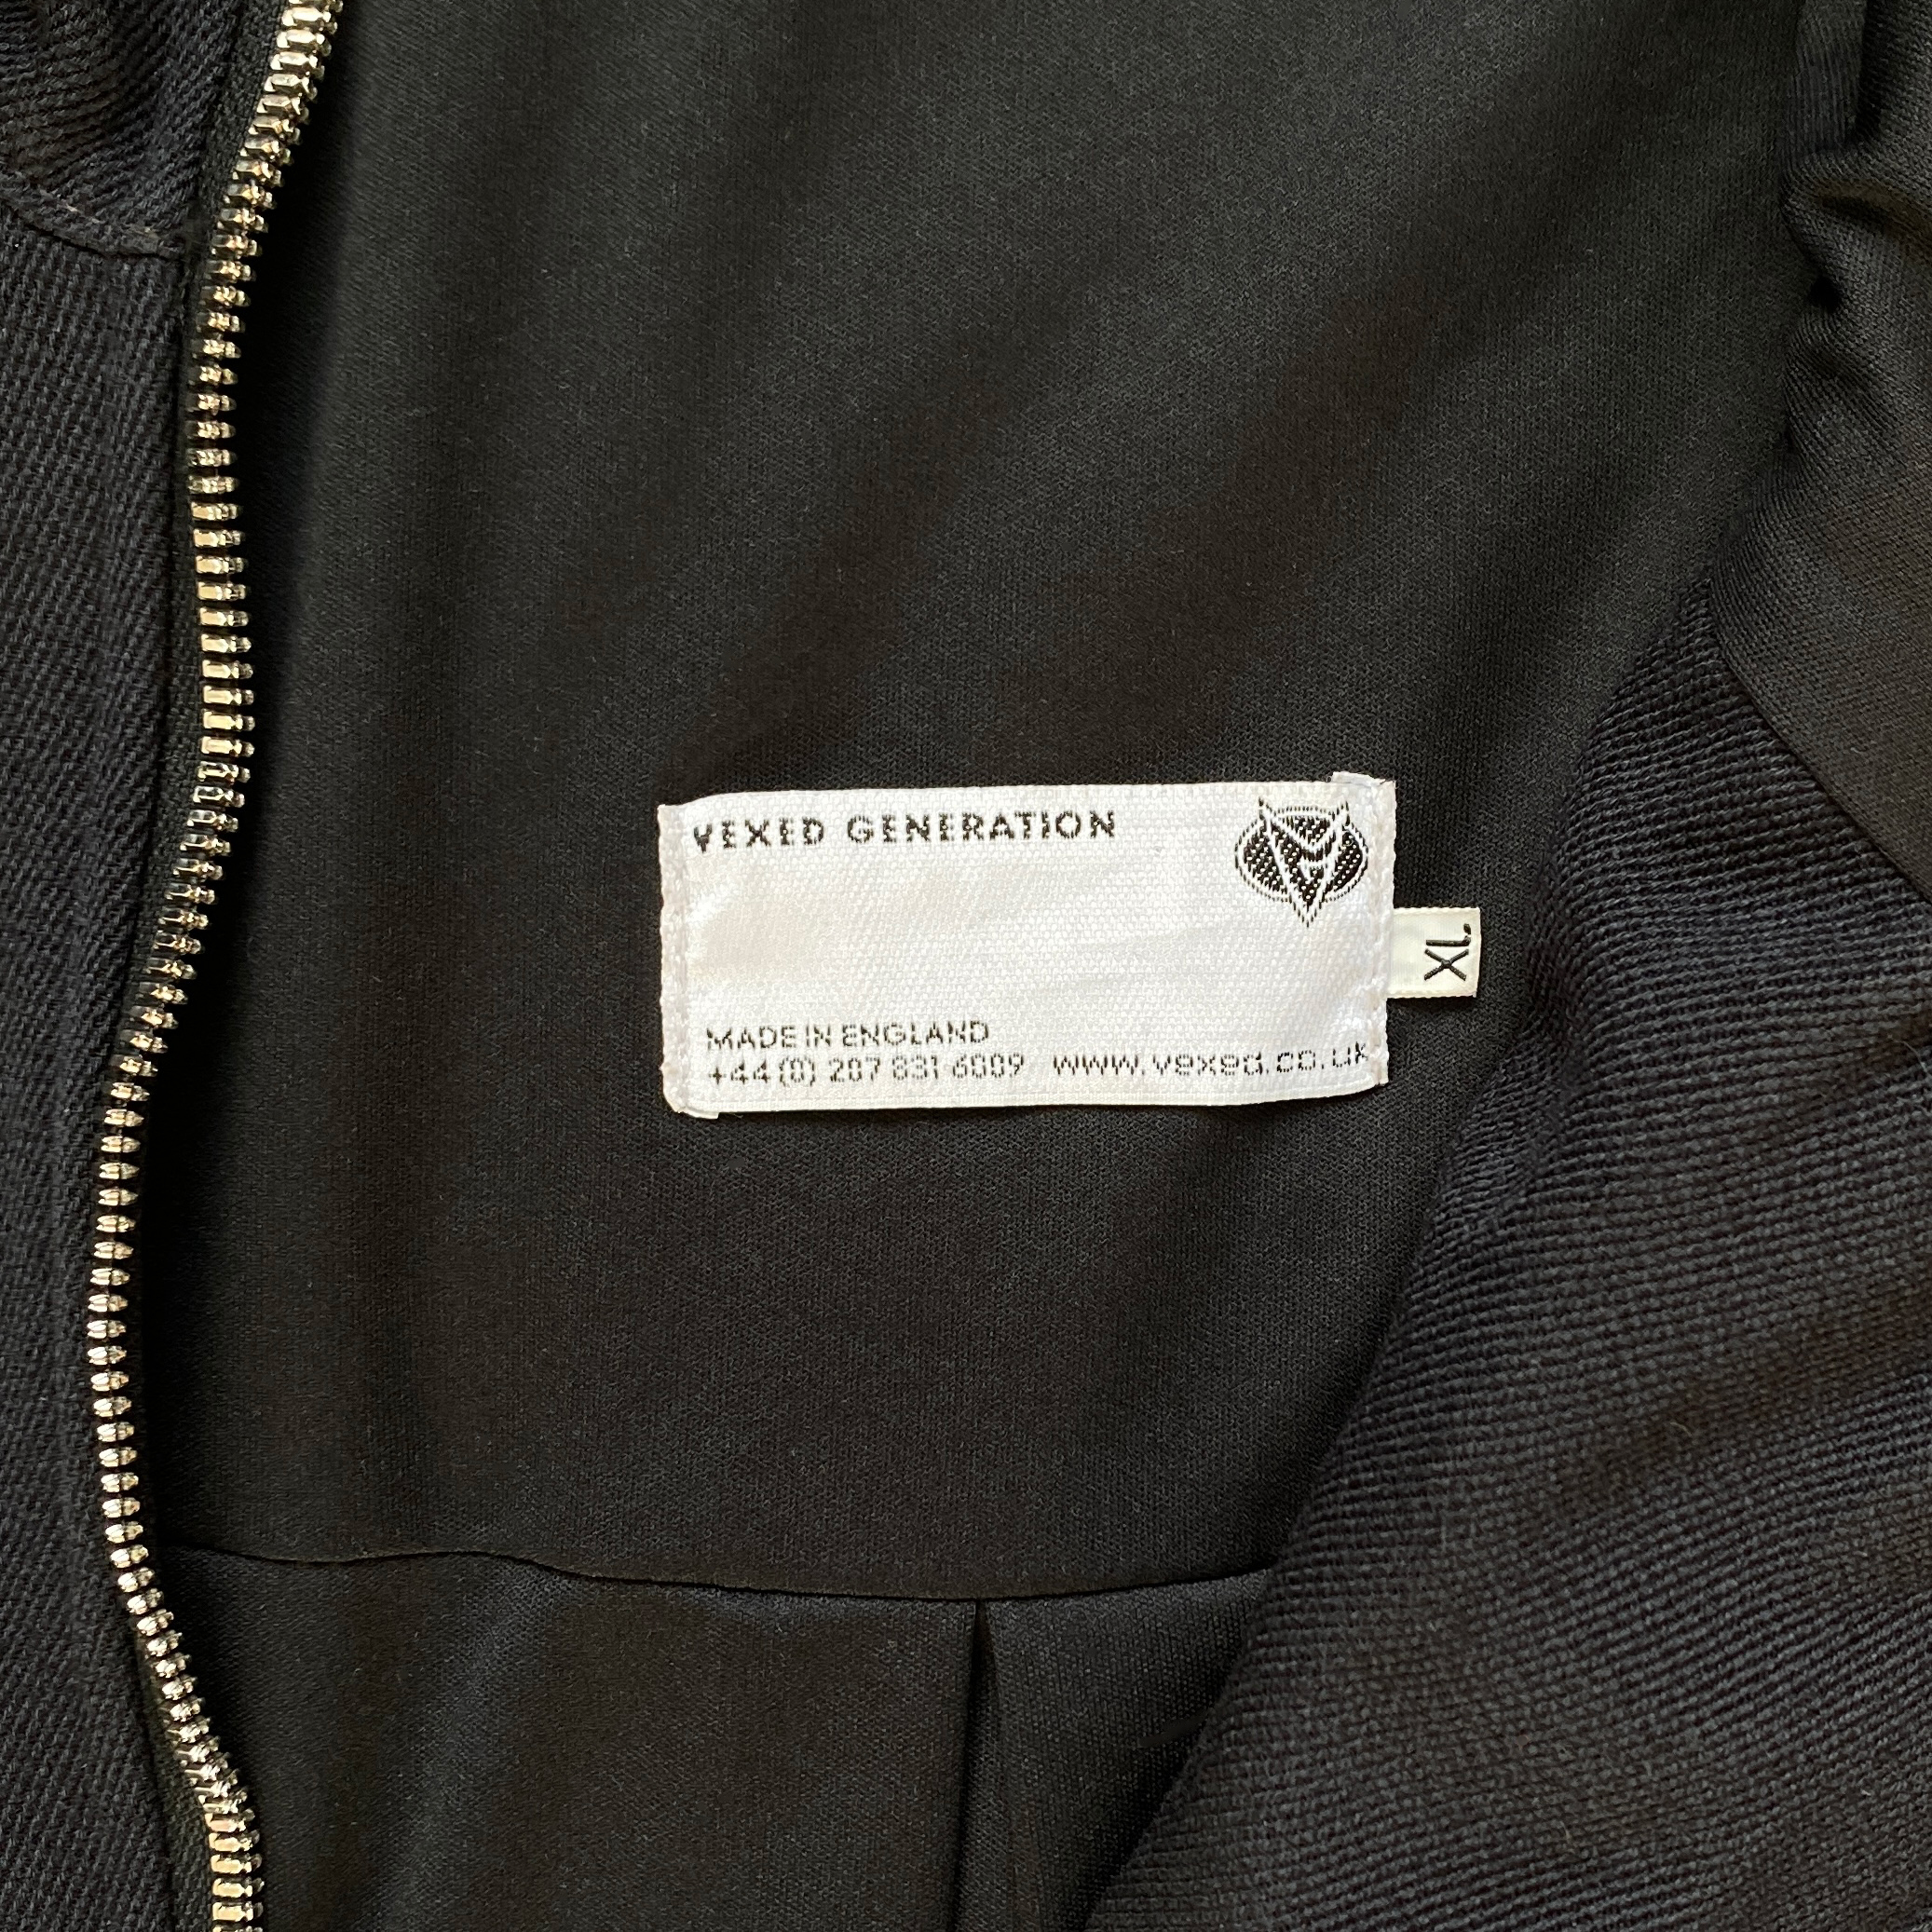 VEXED GENERATION
XL
MADE IN ENGLAND
+44(0) 207 831 6009 www.vexed.co.uk